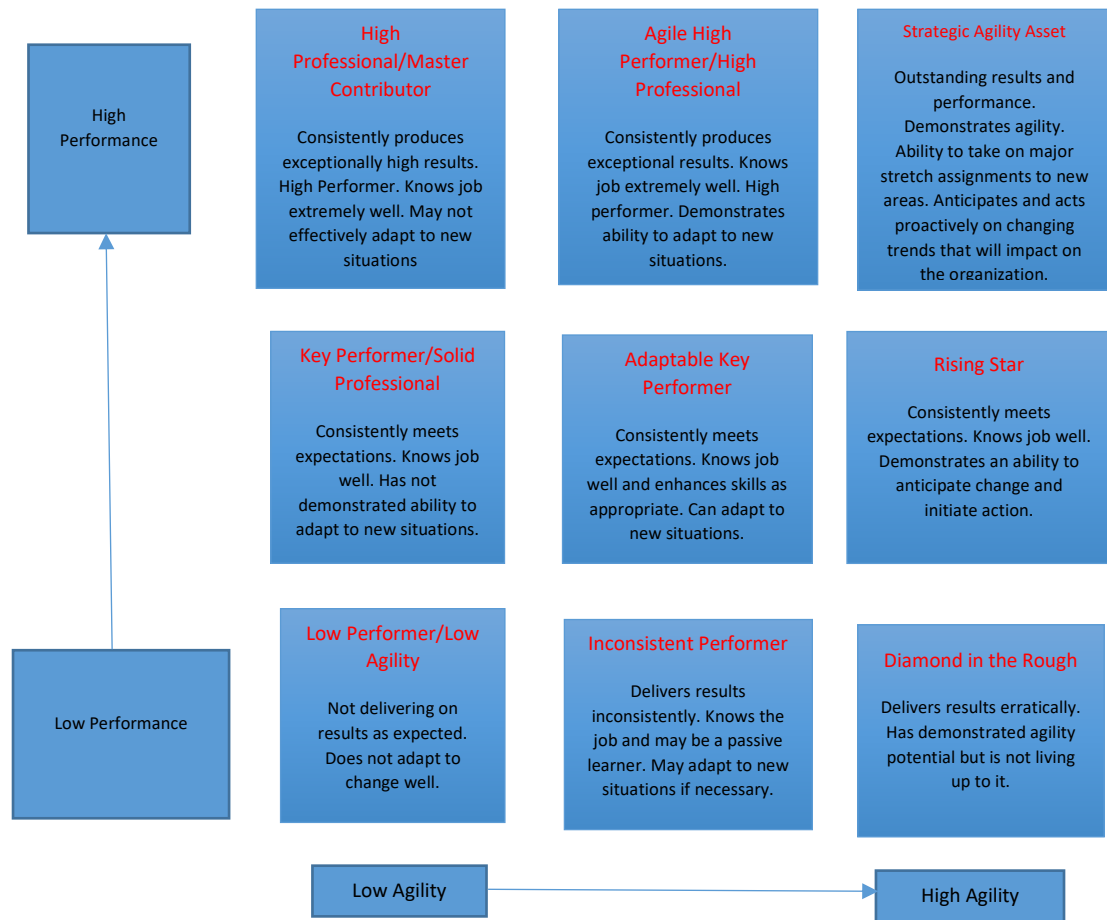 High
Performance
High
Professional/Master
Contributor
Consistently produces
exceptionally high results.
High Performer. Knows job
extremely well. May not
effectively adapt to new
situations
Agile High
Performer/High
Professional
Consistently produces
exceptional results. Knows
job extremely well. High
performer. Demonstrates
ability to adapt to new
situations.
Strategic Agility Asset
Outstanding results and
performance.
Demonstrates agility.
Ability to take on major
stretch assignments to new
areas. Anticipates and acts
proactively on changing
trends that will impact on
the organization.
Key Performer/Solid
Professional
Consistently meets
expectations. Knows job
well. Has not
demonstrated ability to
adapt to new situations.
Adaptable Key
Performer
Consistently meets
expectations. Knows job
well and enhances skills as
appropriate. Can adapt to
new situations.
Rising Star
Consistently meets
expectations. Knows job well.
Demonstrates an ability to
anticipate change and
initiate action.
Low Performance
Low Performer/Low
Agility
Not delivering on
results as expected.
Does not adapt to
change well.
Inconsistent Performer
Delivers results
inconsistently. Knows the
job and may be a passive
learner. May adapt to new
situations if necessary.
Diamond in the Rough
Delivers results erratically.
Has demonstrated agility
potential but is not living
up to it.
Low Agility
High Agility